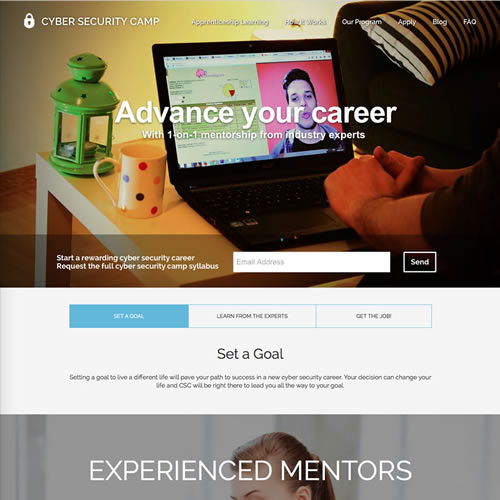 CYBER SECURITY CAMP
Apprenticeship Learning
How It Works
Our Program
Apply
Blog
FAQ
Advance your career
With 1-on-1 mentorship from industry experts
Start a rewarding cyber security career
Request the full cyber security camp syllabus
Email Address
Send
SET A GOAL
LEARN FROM THE EXPERTS
GET THE JOB!
Set a Goal
Setting a goal to live a different life will pave your path to success in a new cyber security career. Your decision can change your
life and CSC will be right there to lead you all the way to your goal.
EXPERIENCED MENTORS